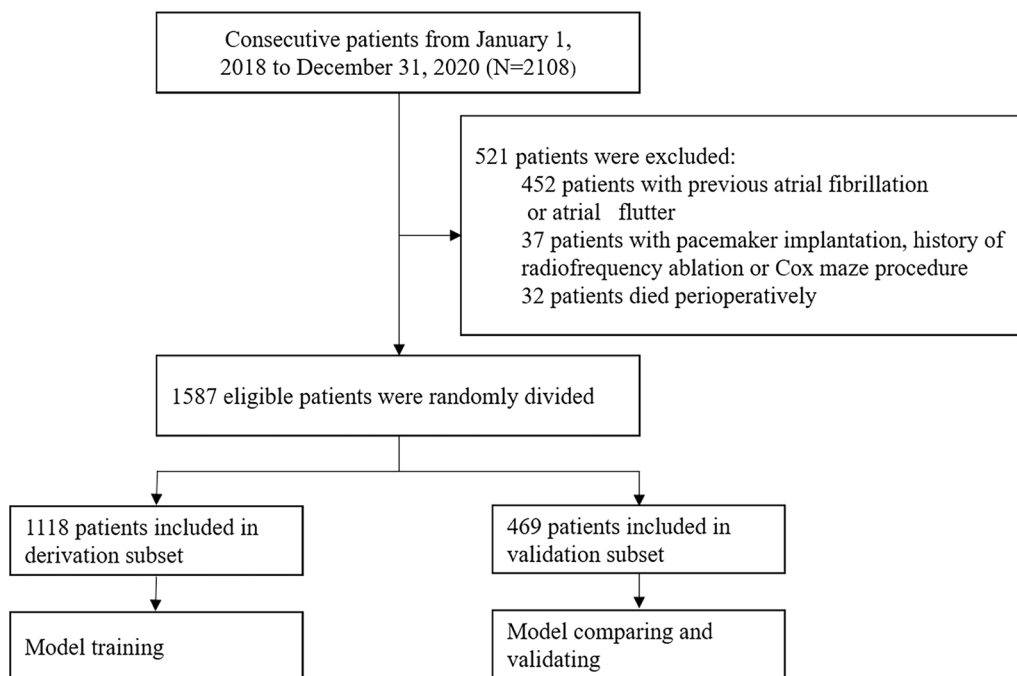 Consecutive patients from January 1,
2018 to December 31, 2020 (N=2108)
521 patients were excluded:
452 patients with previous atrial fibrillation
or atrial flutter
37 patients with pacemaker implantation, history of
radiofrequency ablation or Cox maze procedure
32 patients died perioperatively
1587 eligible patients were randomly divided
1118 patients included in
derivation subset
469 patients included in
validation subset
Model training
Model comparing and
validating